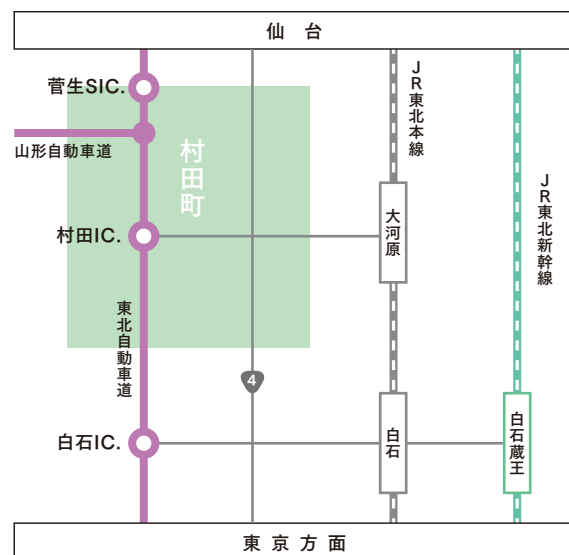 仙台
菅生SIC.
山形自動車道
村田町
JR東北本線
JR東北新幹線
村田IC.
大河原
東北自動車道
4
白石IC.
白石
白石蔵王
東京方面